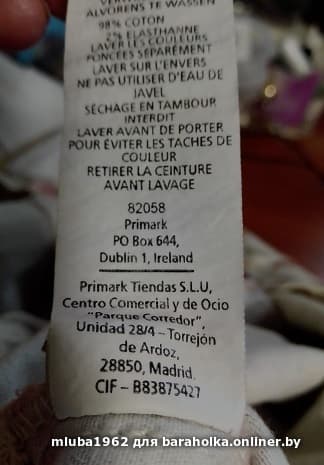 ALVORENS TE WASSEN
98% COTON
2% ELASTHANNE
LAVER LES COULEURS
FONCÉES SÉPARÉMENT
LAVER SUR L'ENVERS
NE PAS UTILISER D'EAU DE
JAVEL
SÉCHAGE EN TAMBOUR
INTERDIT
LAVER AVANT DE PORTER
POUR ÉVITER LES TACHES DE
COULEUR
RETIRER LA CEINTURE
AVANT LAVAGE
82058
Primark
PO Box 644,
Dublin 1, Ireland
Primark Tiendas S.L.U,
Centro Comercial y de Ocio
"Parque Corredor",
Unidad 28/4 – Torrejón
de Ardoz,
28850, Madrid.
CIF – B83875427
mluba1962 для baraholka.onliner.by